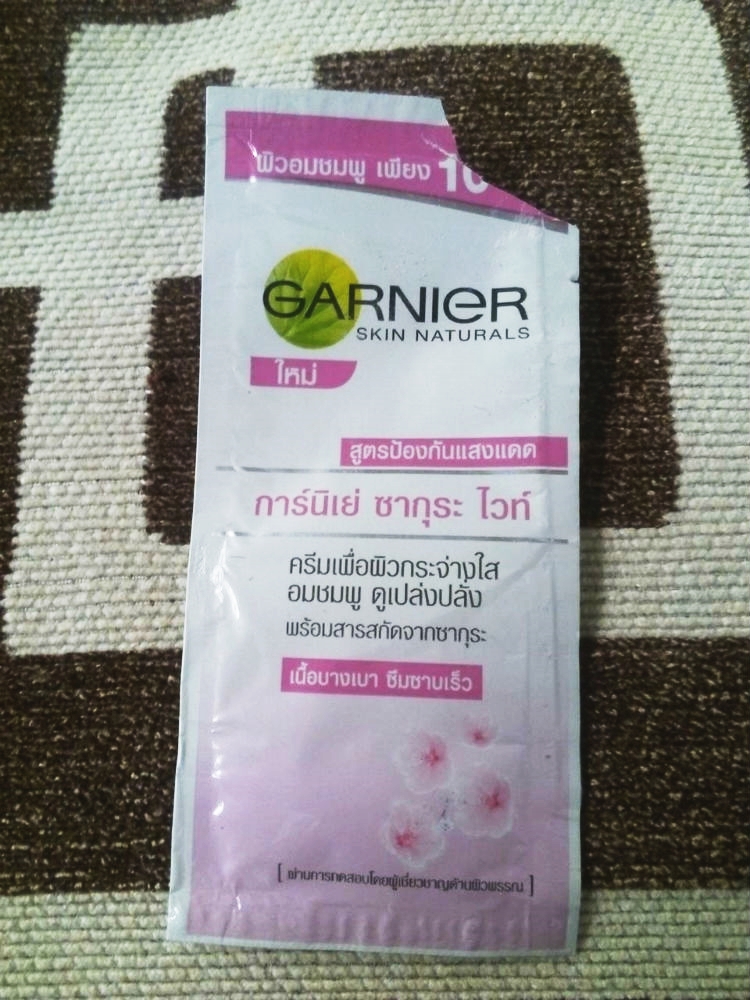 ผิวอมชมพู เพียง 10
GARNIER
SKIN NATURALS
ใหม่
สูตรป้องกันแสงแดด
การ์นิเย่ ซากุระ ไวท์
ครีมเพื่อผิวกระจ่างใส
อมชมพู ดูเปล่งปลั่ง
พร้อมสารสกัดจากซากุระ
เนื้อบางเบา ซึมซาบเร็ว
[ ผ่านการทดสอบโดยผู้เชี่ยวชาญด้านผิวพรรณ ]